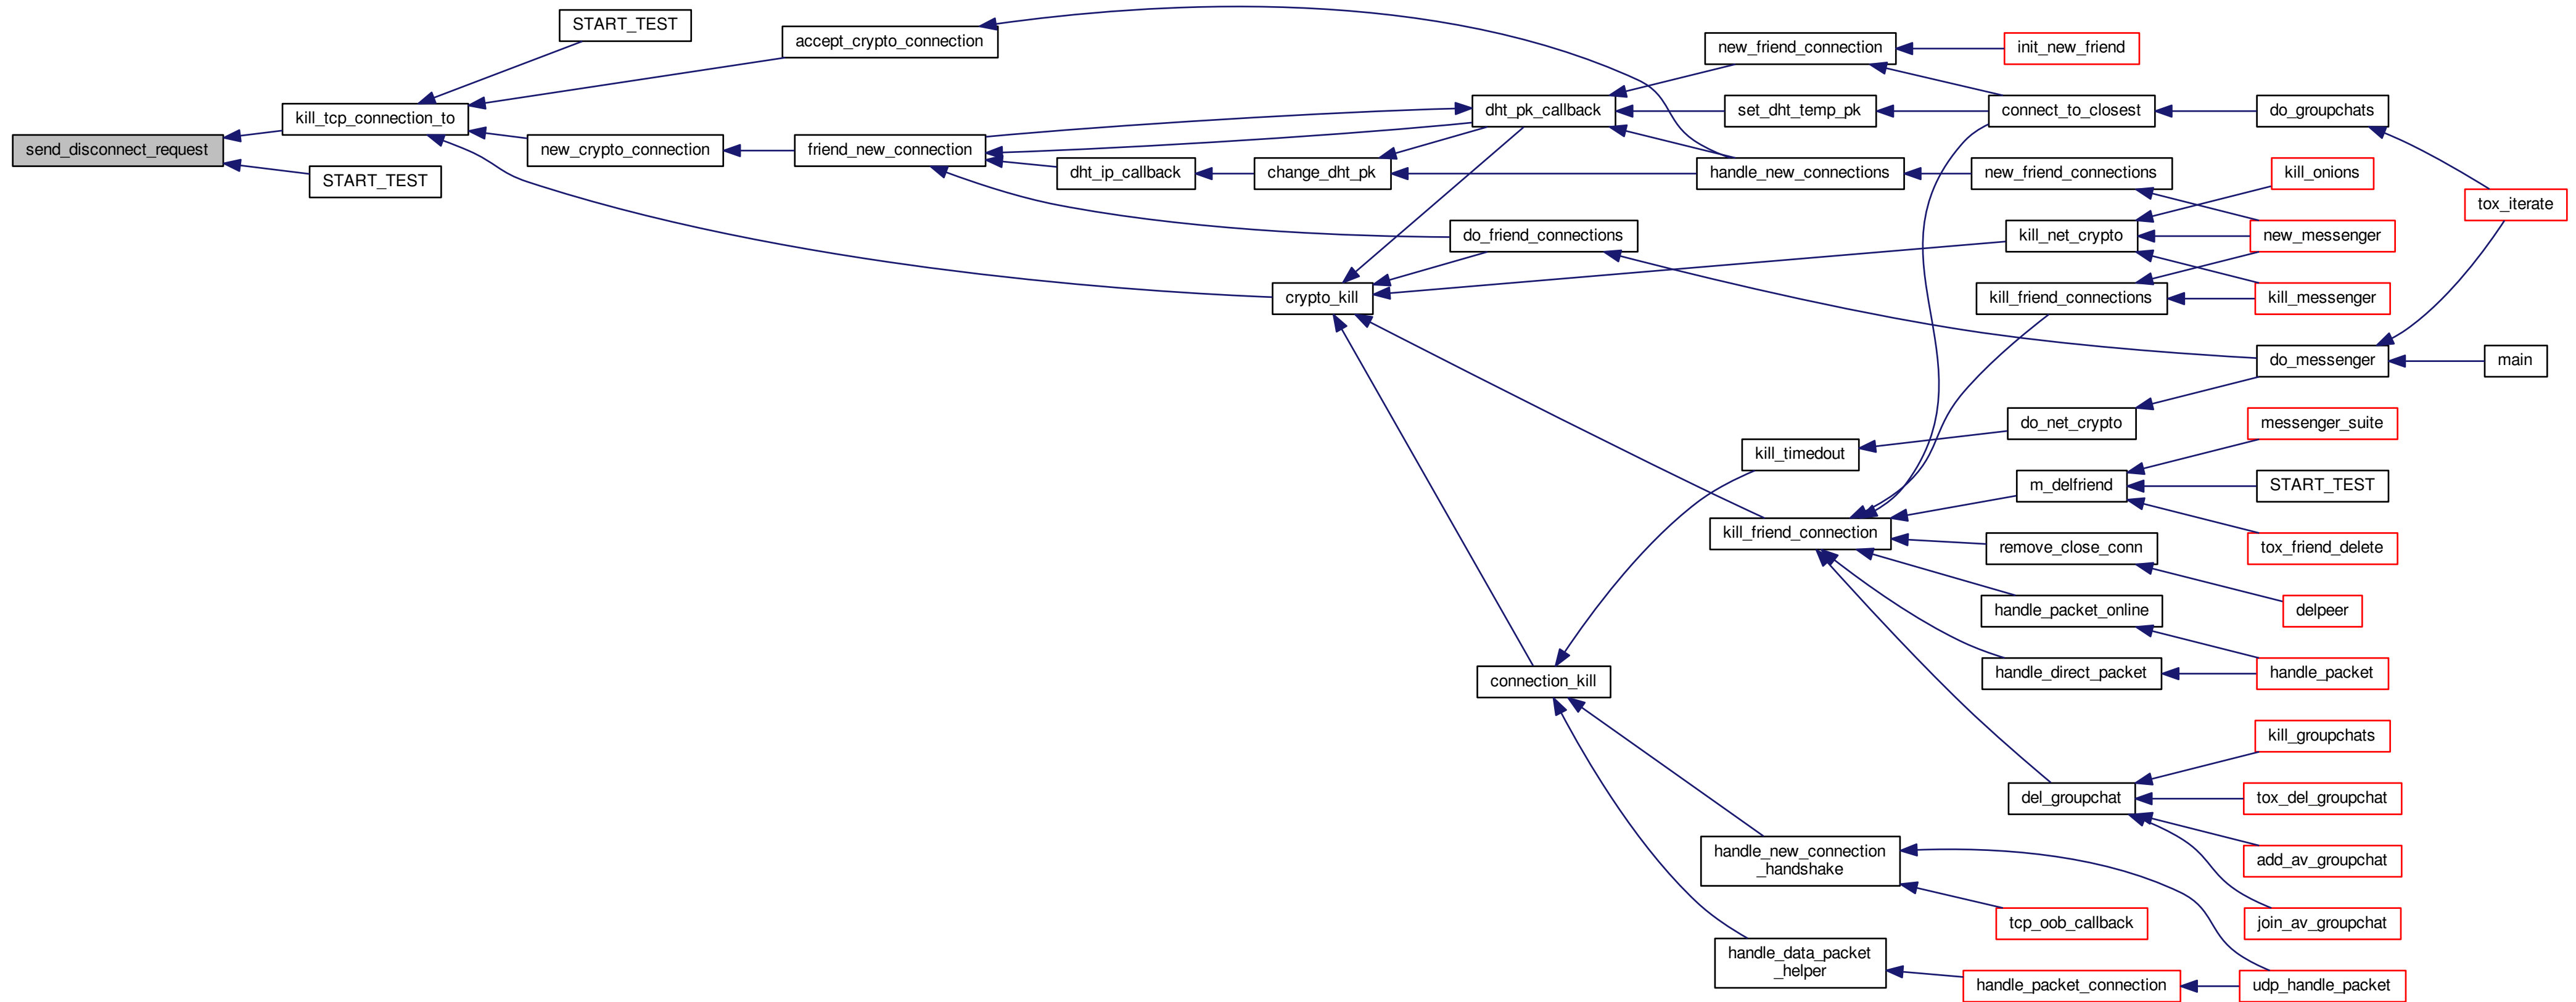 START_TEST
accept_crypto_connection
new_friend_connection
init_new_friend
kill_tcp_connection_to
dht_pk_callback
set_dht_temp_pk
connect_to_closest
do_groupchats
send_disconnect_request
new_crypto_connection
friend_new_connection
START_TEST
dht_ip_callback
change_dht_pk
handle_new_connections
new_friend_connections
kill_onions
tox_iterate
do_friend_connections
kill_net_crypto
new_messenger
crypto_kill
kill_friend_connections
kill_messenger
do_messenger
main
do_net_crypto
messenger_suite
kill_timedout
m_delfriend
START_TEST
kill_friend_connection
remove_close_conn
tox_friend_delete
handle_packet_online
delpeer
connection_kill
handle_direct_packet
handle_packet
kill_groupchats
del_groupchat
tox_del_groupchat
handle_new_connection
_handshake
add_av_groupchat
tcp_oob_callback
join_av_groupchat
handle_data_packet
_helper
handle_packet_connection
udp_handle_packet